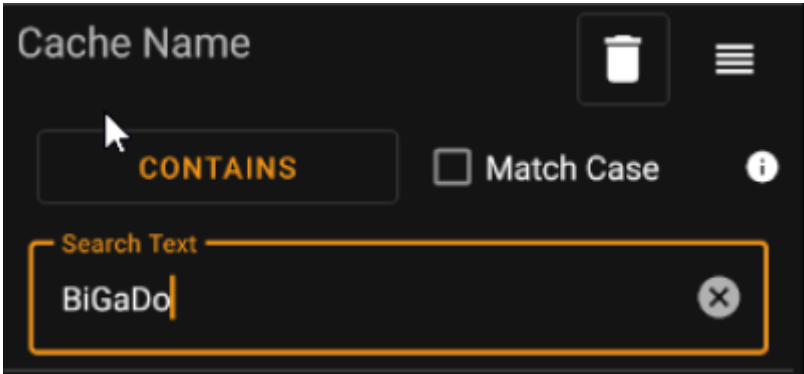 Cache Name
CONTAINS
Match Case
Search Text
BiGaDo